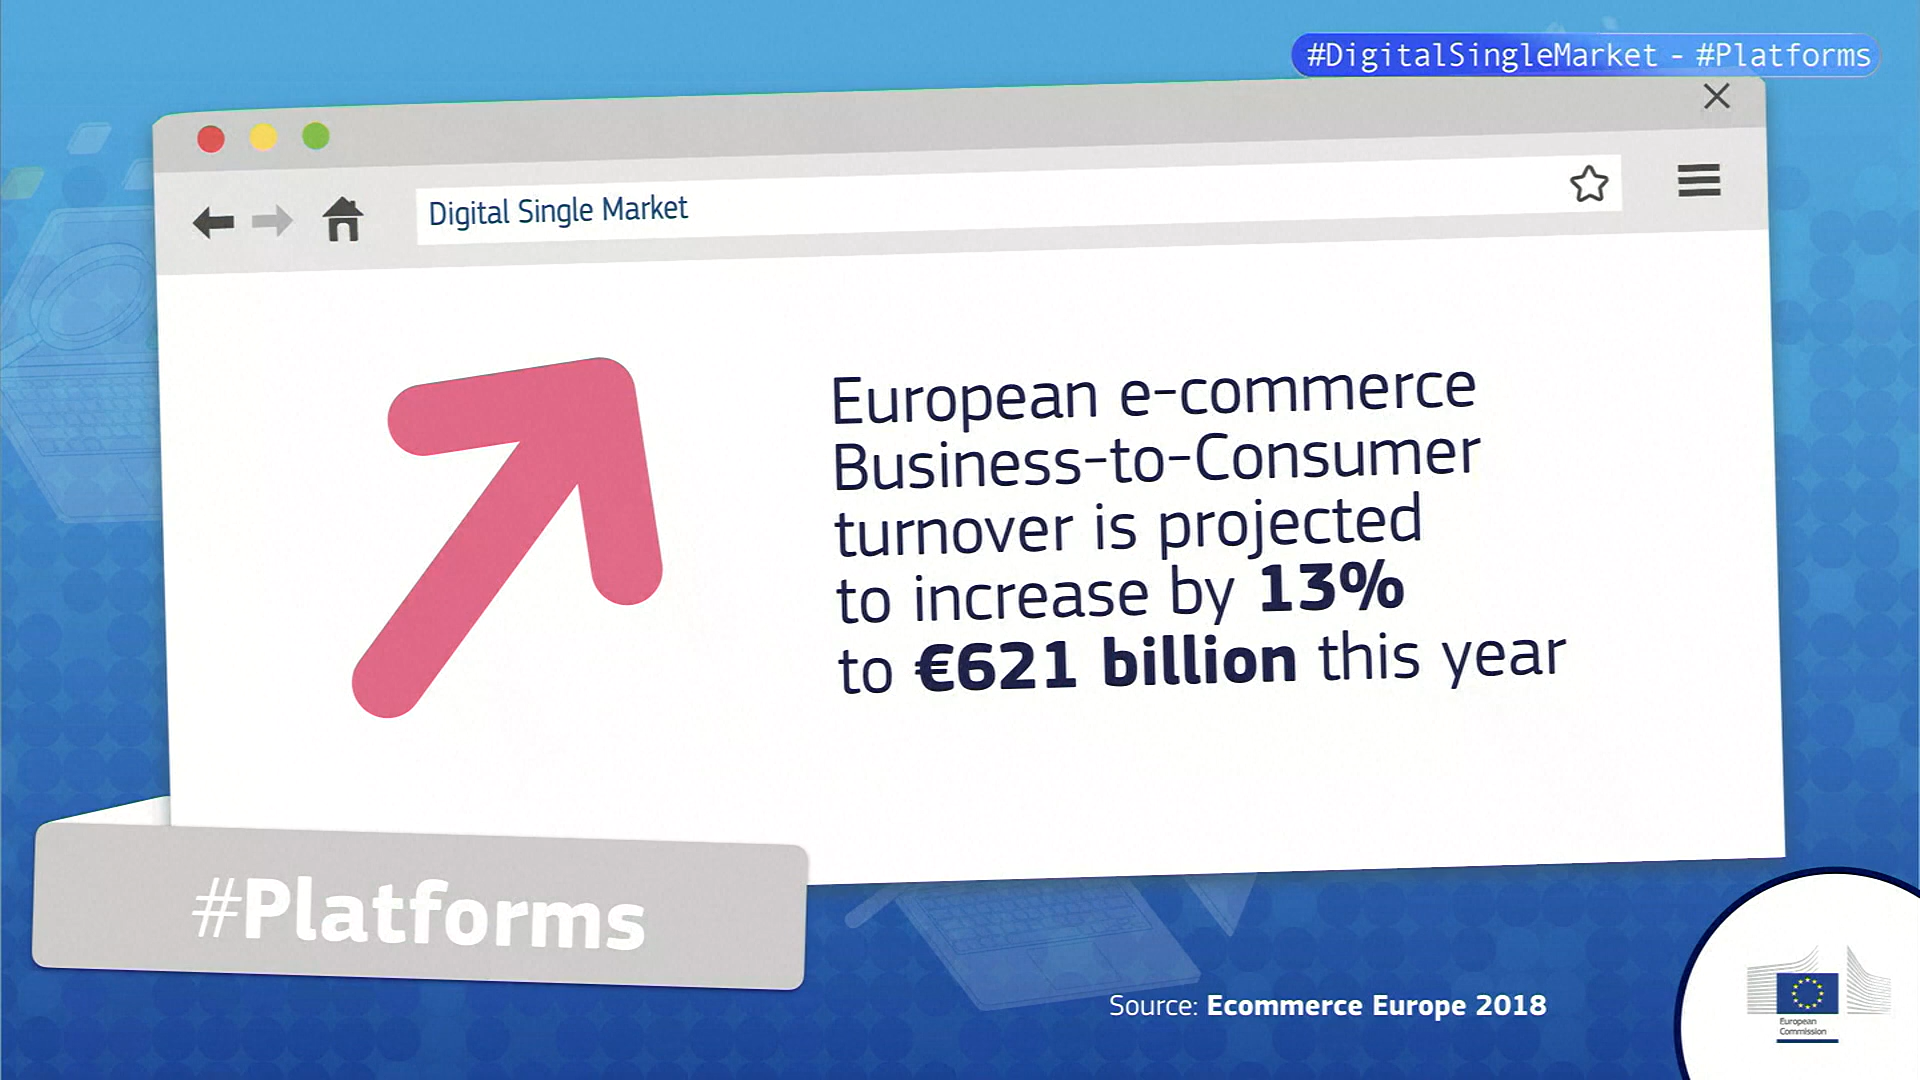 #DigitalSingleMarket - #Platforms
Digital Single Market
European e-commerce
Business-to-Consumer
turnover is projected
to increase by 13%
to €621 billion this year
#Platforms
Source: Ecommerce Europe 2018
European
Commission